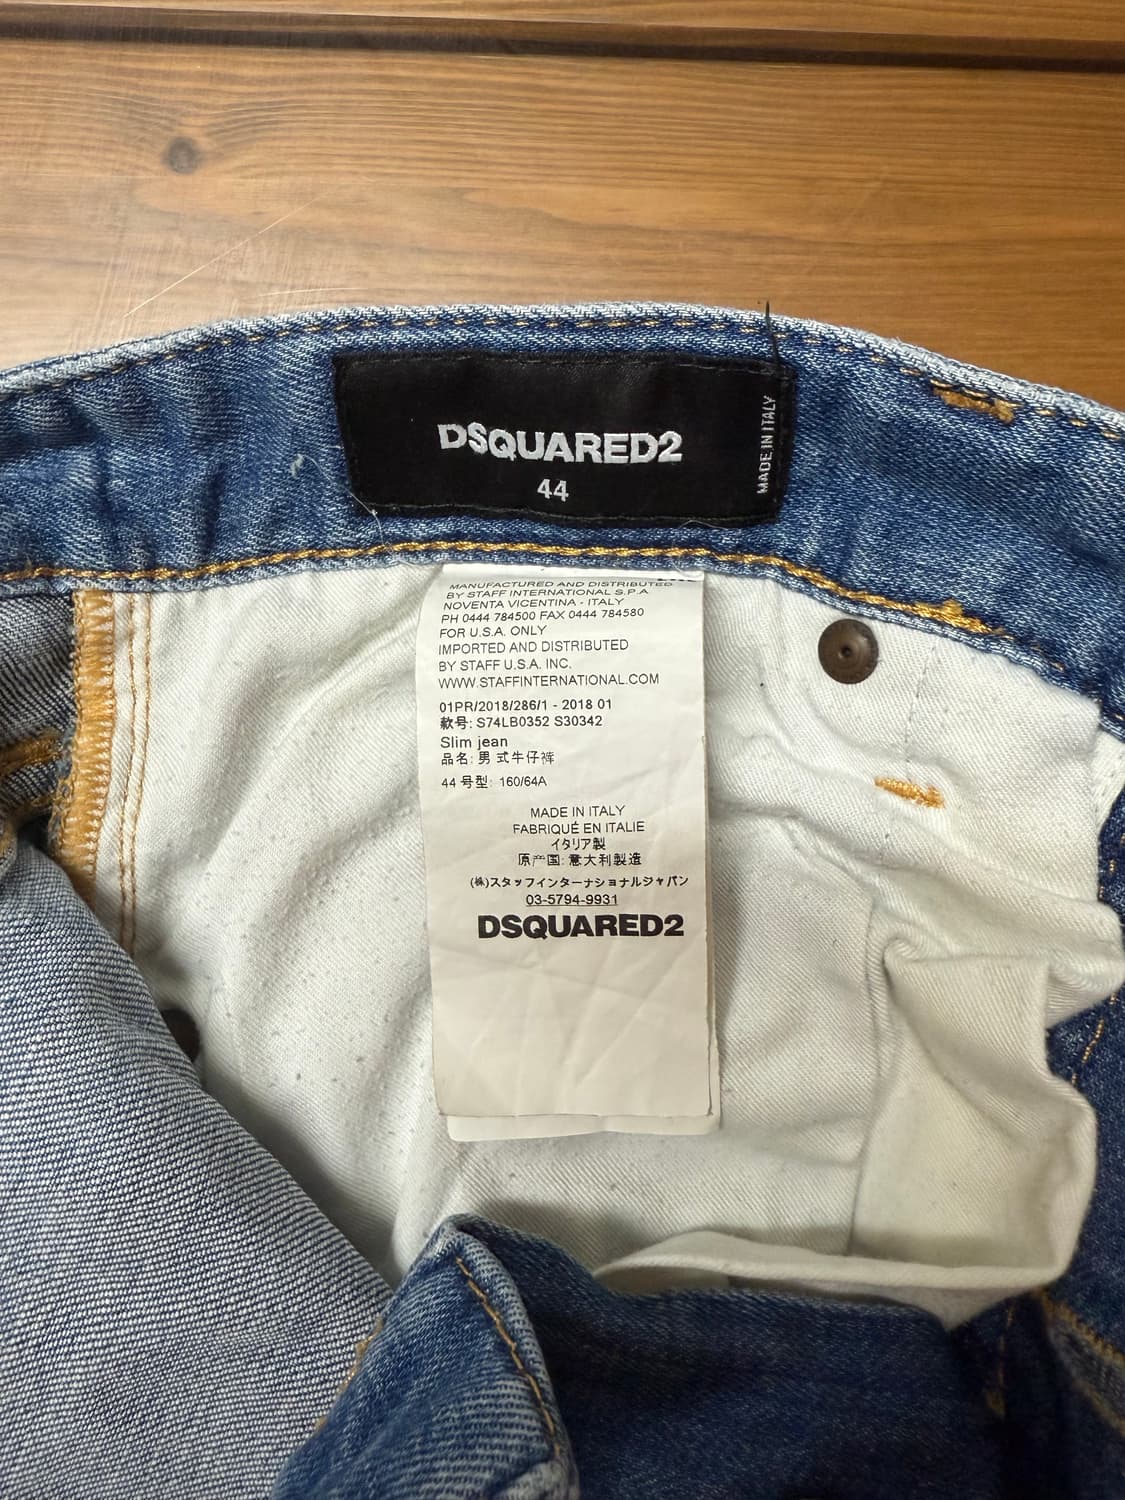 DSQUARED2
44
MADE IN ITALY
MANUFACTURED AND DISTRIBUTED
BY STAFF INTERNATIONAL S.P.A
NOVENTA VICENTINA - ITALY
PH 0444 784500 FAX 0444 784580
FOR U.S.A. ONLY
IMPORTED AND DISTRIBUTED
BY STAFF U.S.A. INC.
WWW.STAFFINTERNATIONAL.COM
01PR/2018/286/1 - 2018 01
款号: S74LB0352 S30342
Slim jean
品名: 男式牛仔裤
44 号型: 160/64A
MADE IN ITALY
FABRIQUÉ EN ITALIE
イタリア製
原产国: 意大利製造
(株)スタッフインターナショナルジャパン
03-5794-9931
DSQUARED2